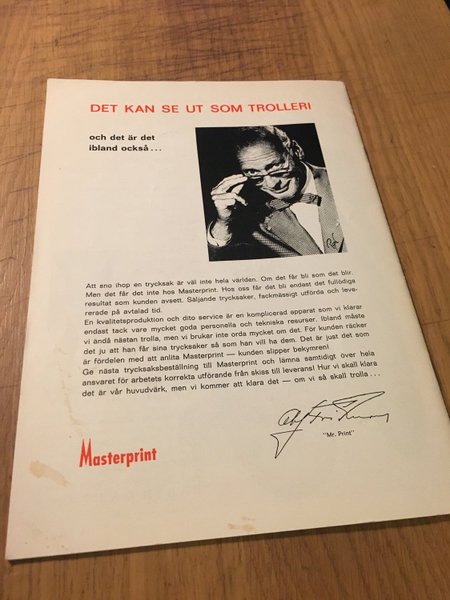 DET KAN SE UT SOM TROLLERI
och det är det
ibland också...
Att sno ihop en trycksak är väl inte hela världen. Om det får bli som det blir.
Men det får det inte hos Masterprint. Hos oss får det bli endast det fullödiga
resultat som kunden avsett. Säljande trycksaker, fackmässigt utförda och leve-
rerade på avtalad tid.
En kvalitetsproduktion och dito service är en komplicerad apparat som vi klarar
endast tack vare mycket goda personella och tekniska resurser. Ibland måste
vi ändå nästan trolla, men vi brukar inte orda mycket om det. För kunden räcker
det ju att han får sina trycksaker så som han vill ha dem. Det är just det som
är fördelen med att anlita Masterprint — kunden slipper bekymren!
Ge nästa trycksaksbeställning till Masterprint och lämna samtidigt över hela
ansvaret för arbetets korrekta utförande från skiss till leverans! Hur vi skall klara
det är vår huvudvärk, men vi kommer att klara det — om vi så skall trolla...
"Mr. Print"
Masterprint